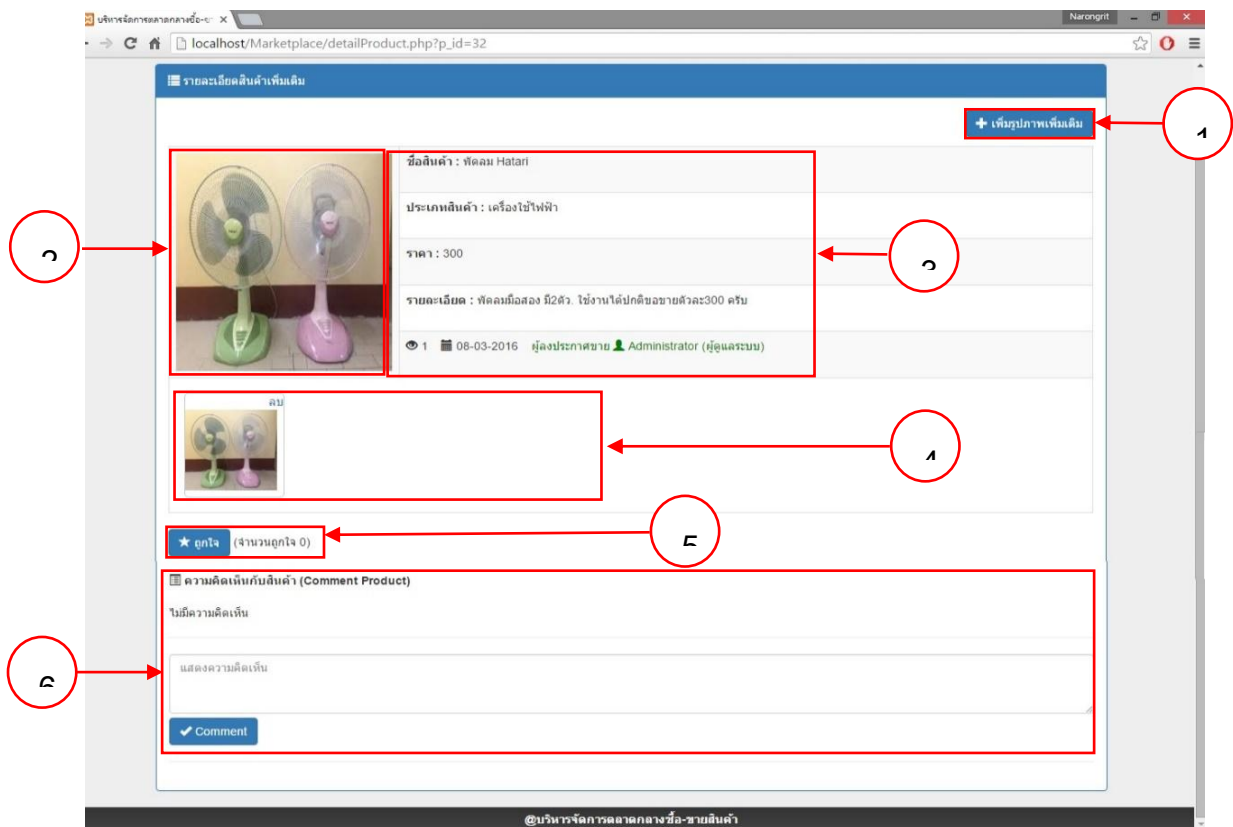 บริหารจัดการตลาดกลางซื้อ-ขา
Narongrit
localhost/Marketplace/detailProduct.php?p_id=32
รายละเอียดสินค้าเพิ่มเติม
เพิ่มรูปภาพเพิ่มเติม
ชื่อสินค้า : พัดลม Hatari
ประเภทสินค้า : เครื่องใช้ไฟฟ้า
ราคา : 300
รายละเอียด : พัดลมมือสอง มี2ตัว. ใช้งานได้ปกติขอขายตัวละ300 ครับ
1 08-03-2016 ผู้ลงประกาศขาย Administrator (ผู้ดูแลระบบ)
ลบ
5
ถูกใจ (จำนวนถูกใจ 0)
ความคิดเห็นกับสินค้า (Comment Product)
ไม่มีความคิดเห็น
แสดงความคิดเห็น
6
Comment
@บริหารจัดการตลาดกลางซื้อ-ขายสินค้า